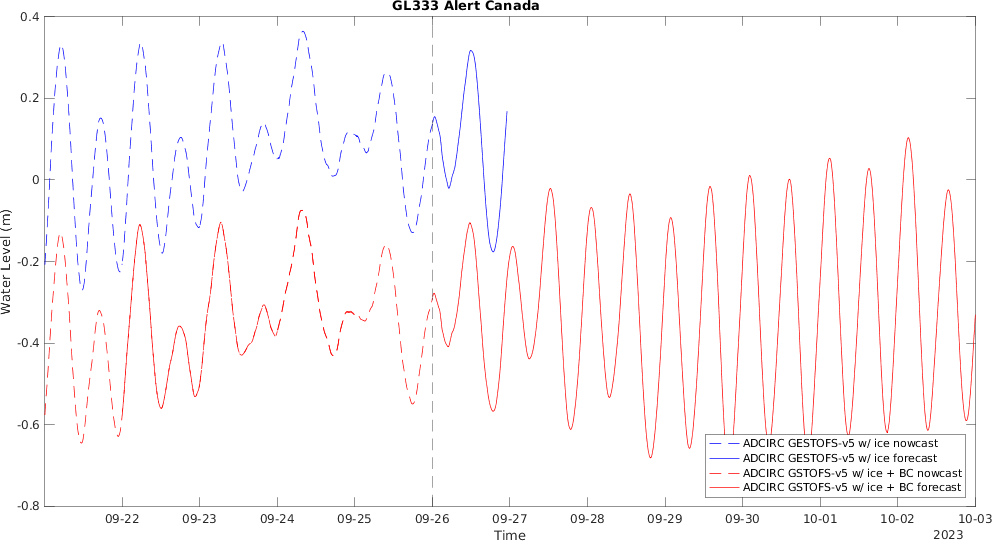 GL333 Alert Canada
0.4
0.2
0
-0.2
-0.4
-0.6
-0.8
Water Level (m)
ADCIRC GESTOFS-v5 w/ ice nowcast
ADCIRC GESTOFS-v5 w/ ice forecast
ADCIRC GSTOFS-v5 w/ ice + BC nowcast
ADCIRC GSTOFS-v5 w/ ice + BC forecast
09-22 09-23 09-24 09-25 09-26 09-27 09-28 09-29 09-30 10-01 10-02 10-03
Time
2023